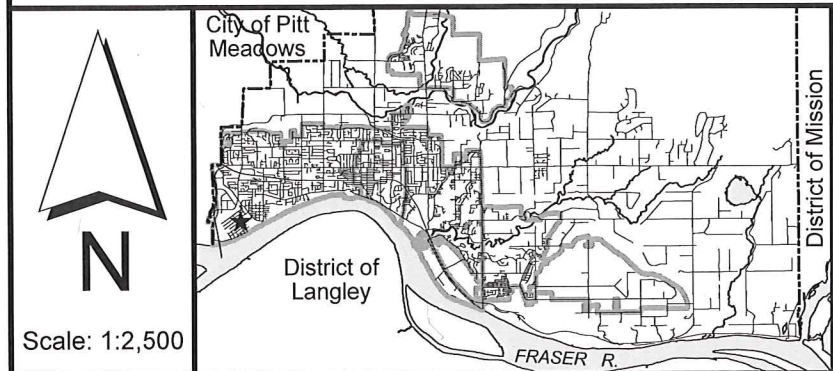 N
Scale: 1:2,500
City of Pitt
Meadows
District of
Langley
FRASER R.
District of Mission